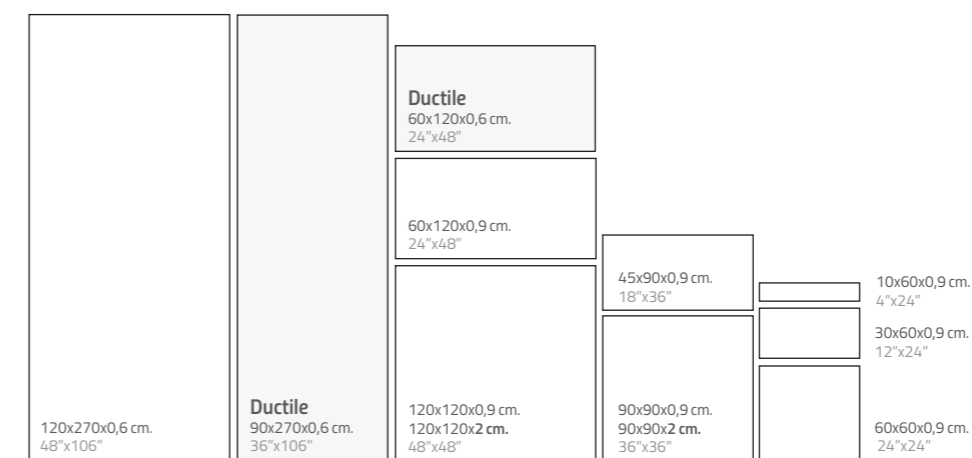 120x270x0,6 cm.
48”x106”
Ductile
90x270x0,6 cm.
36”x106”
Ductile
60x120x0,6 cm.
24”x48”
60x120x0,9 cm.
24”x48”
120x120x0,9 cm.
120x120x2 cm.
48”x48”
45x90x0,9 cm.
18”x36”
90x90x0,9 cm.
90x90x2 cm.
36”x36”
10x60x0,9 cm.
4”x24”
30x60x0,9 cm.
12”x24”
60x60x0,9 cm.
24”x24”